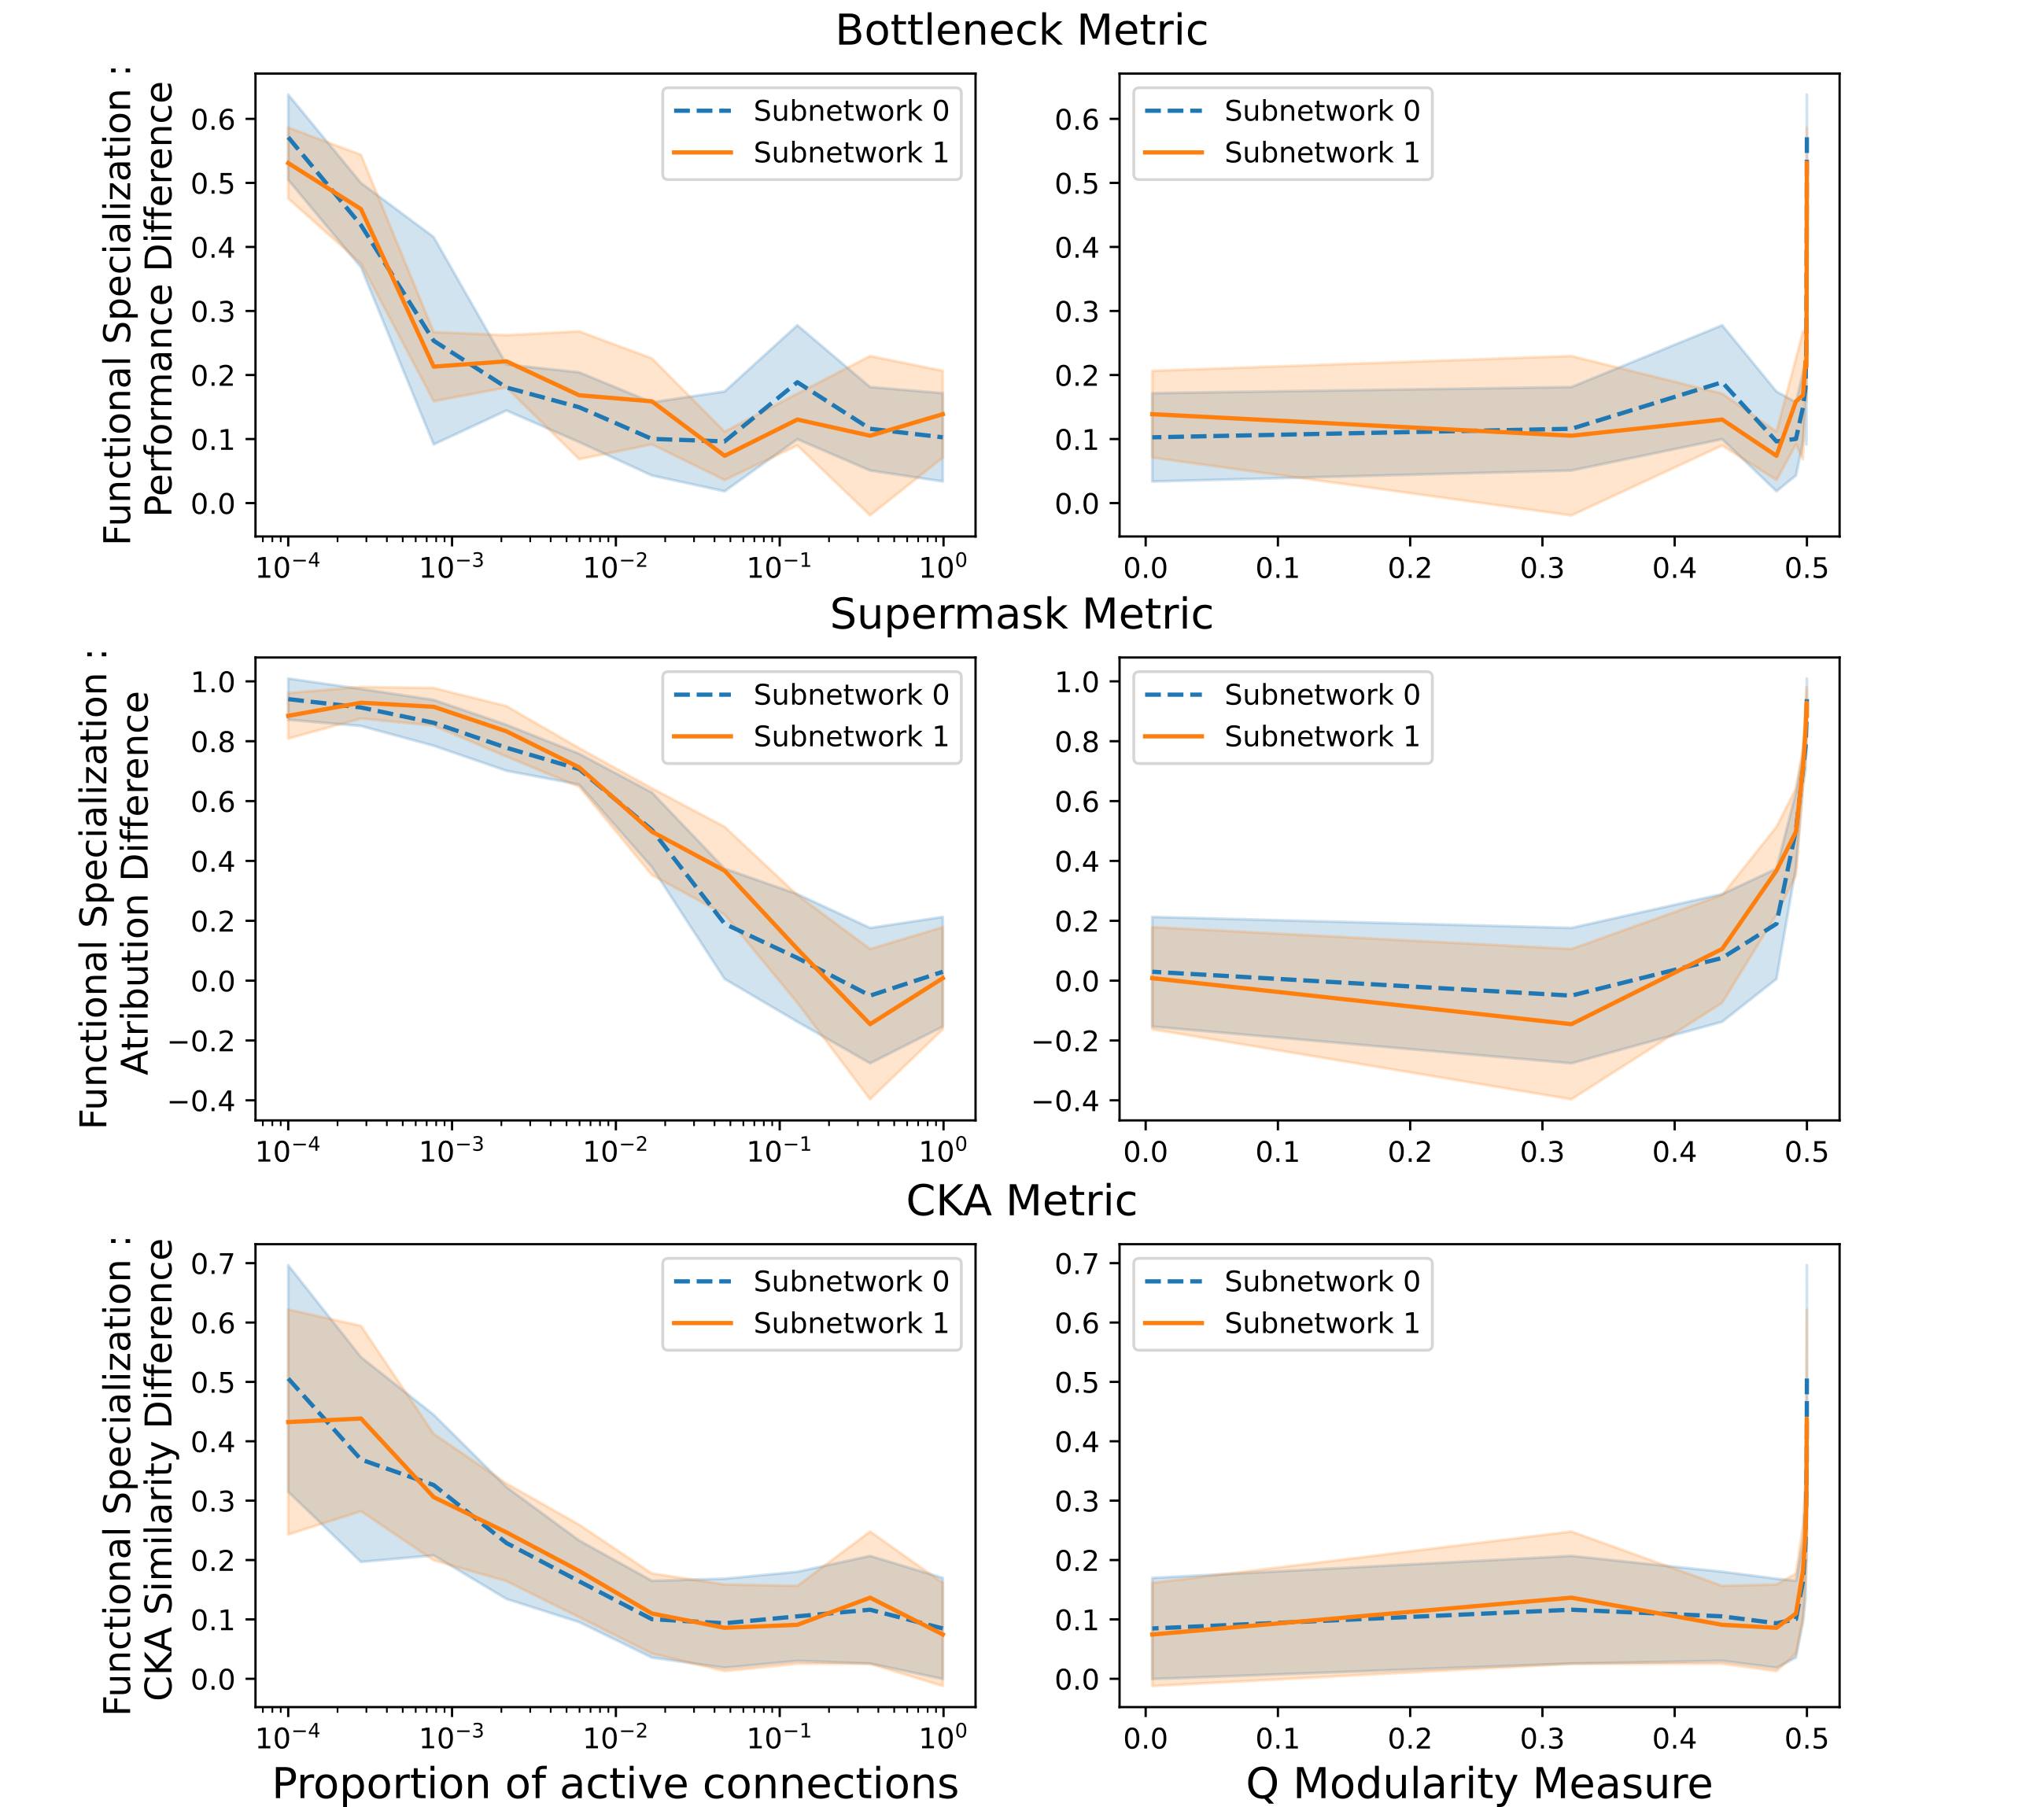 Bottleneck Metric
Functional Specialization :
Performance Difference
0.6
0.5
0.4
0.3
0.2
0.1
0.0
Subnetwork 0
Subnetwork 1
10⁻⁴ 10⁻³ 10⁻² 10⁻¹ 10⁰
0.6
0.5
0.4
0.3
0.2
0.1
0.0
Subnetwork 0
Subnetwork 1
0.0 0.1 0.2 0.3 0.4 0.5
Supermask Metric
Functional Specialization :
Atribution Difference
1.0
0.8
0.6
0.4
0.2
0.0
−0.2
−0.4
Subnetwork 0
Subnetwork 1
10⁻⁴ 10⁻³ 10⁻² 10⁻¹ 10⁰
1.0
0.8
0.6
0.4
0.2
0.0
−0.2
−0.4
Subnetwork 0
Subnetwork 1
0.0 0.1 0.2 0.3 0.4 0.5
CKA Metric
Functional Specialization :
CKA Similarity Difference
0.7
0.6
0.5
0.4
0.3
0.2
0.1
0.0
Subnetwork 0
Subnetwork 1
10⁻⁴ 10⁻³ 10⁻² 10⁻¹ 10⁰
Proportion of active connections
0.7
0.6
0.5
0.4
0.3
0.2
0.1
0.0
Subnetwork 0
Subnetwork 1
0.0 0.1 0.2 0.3 0.4 0.5
Q Modularity Measure